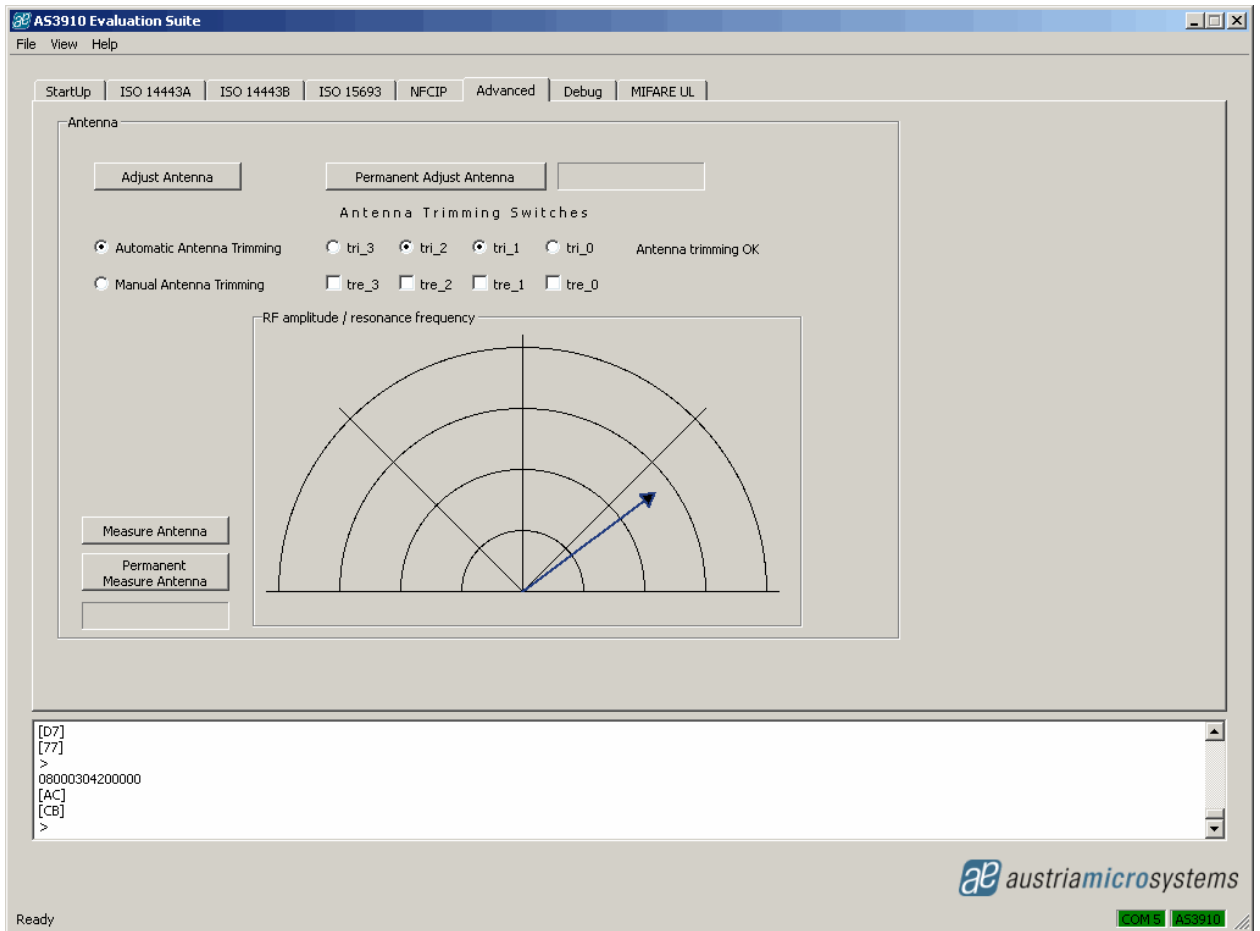 AS3910 Evaluation Suite
File View Help
StartUp ISO 14443A ISO 14443B ISO 15693 NFCIP Advanced Debug MIFARE UL
Antenna
Adjust Antenna Permanent Adjust Antenna
Antenna Trimming Switches
Automatic Antenna Trimming tri_3 tri_2 tri_1 tri_0 Antenna trimming OK
Manual Antenna Trimming tre_3 tre_2 tre_1 tre_0
RF amplitude / resonance frequency
Measure Antenna
Permanent
Measure Antenna
[D7]
[77]
>
08000304200000
[AC]
[CB]
>
ae austriamicrosystems
Ready COM 5 AS3910